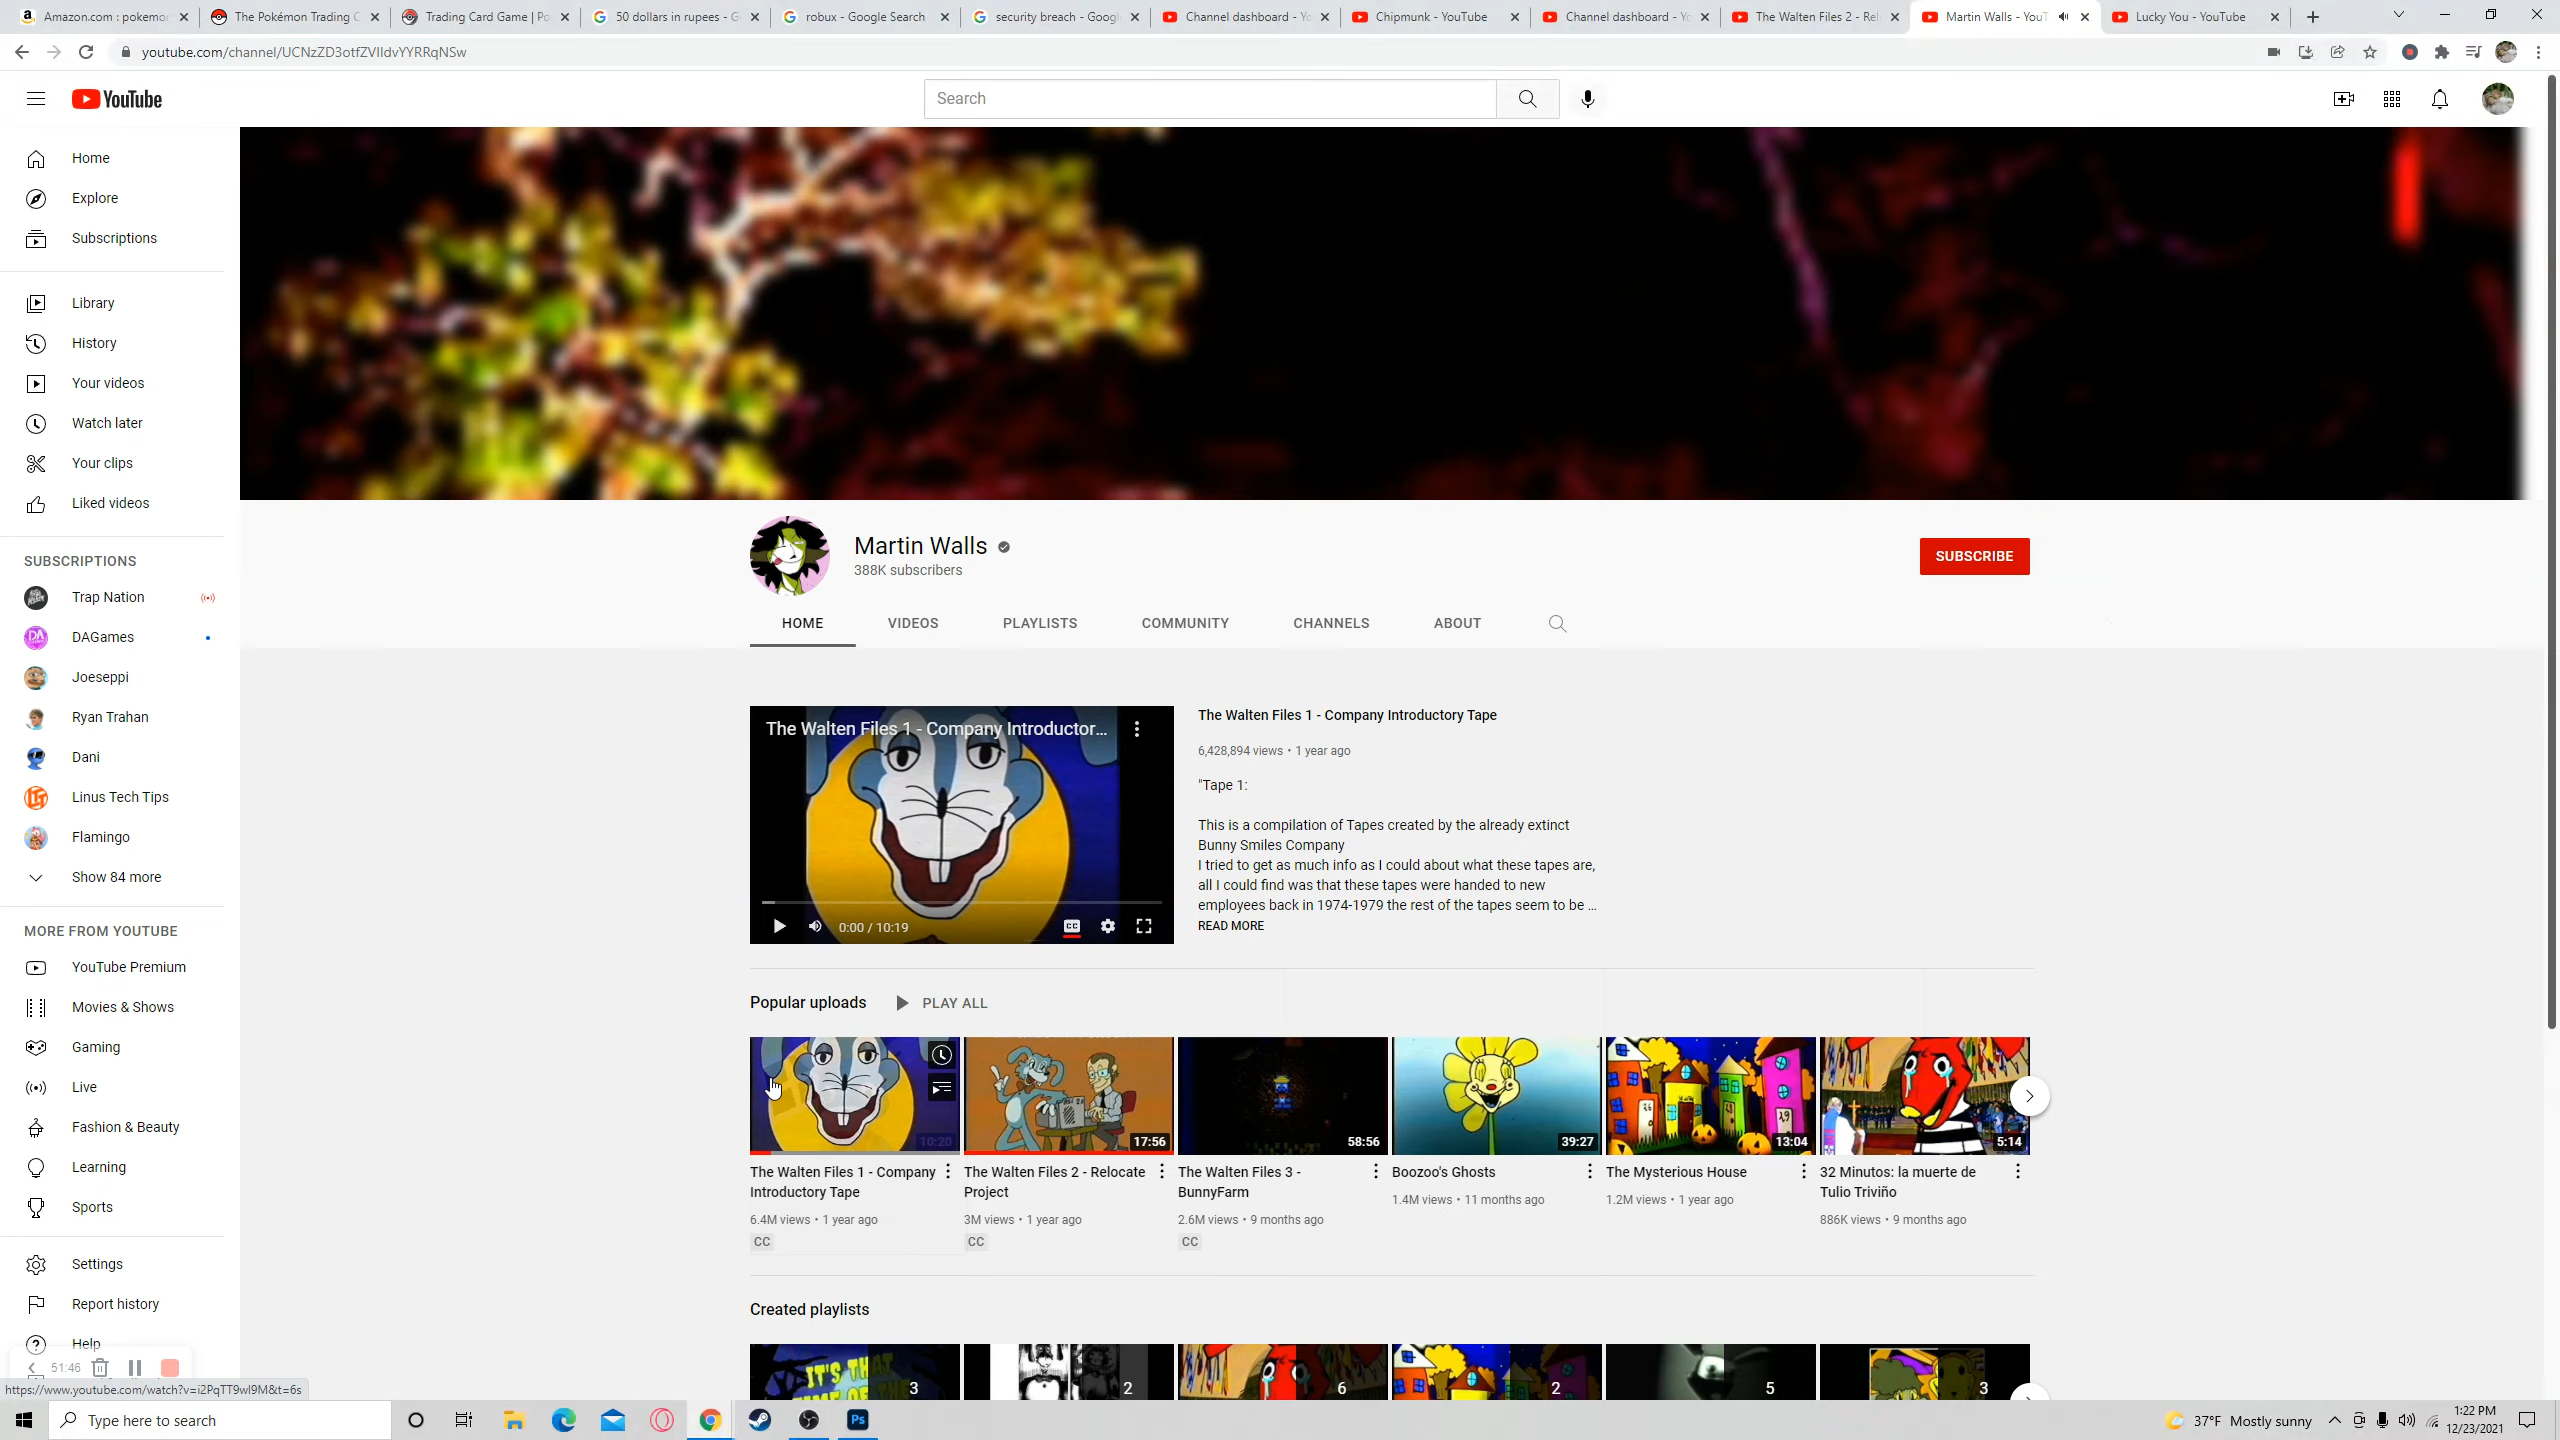 Amazon.com : pokemon
The Pokémon Trading C
Trading Card Game | Po
50 dollars in rupees - G
robux - Google Search
security breach - Googl
Channel dashboard - Yo
Chipmunk - YouTube
Channel dashboard - Yo
The Walten Files 2 - Rel
Martin Walls - YouT
Lucky You - YouTube
youtube.com/channel/UCNzZD3otfZVIIdvYYRRqNSw
YouTube
Search
Home
Explore
Subscriptions
Library
History
Your videos
Watch later
Your clips
Liked videos
SUBSCRIPTIONS
Trap Nation
DAGames
Joeseppi
Ryan Trahan
Dani
Linus Tech Tips
Flamingo
Show 84 more
MORE FROM YOUTUBE
YouTube Premium
Movies & Shows
Gaming
Live
Fashion & Beauty
Learning
Sports
Settings
Report history
Help
Martin Walls
388K subscribers
SUBSCRIBE
HOME
VIDEOS
PLAYLISTS
COMMUNITY
CHANNELS
ABOUT
The Walten Files 1 - Company Introductor...
0:00 / 10:19
The Walten Files 1 - Company Introductory Tape
6,428,894 views • 1 year ago
"Tape 1:
This is a compilation of Tapes created by the already extinct
Bunny Smiles Company
I tried to get as much info as I could about what these tapes are,
all I could find was that these tapes were handed to new
employees back in 1974-1979 the rest of the tapes seem to be ...
READ MORE
Popular uploads
PLAY ALL
10:20
The Walten Files 1 - Company
Introductory Tape
6.4M views • 1 year ago
CC
17:56
The Walten Files 2 - Relocate
Project
3M views • 1 year ago
CC
58:56
The Walten Files 3 -
BunnyFarm
2.6M views • 9 months ago
CC
39:27
Boozoo's Ghosts
1.4M views • 11 months ago
13:04
The Mysterious House
1.2M views • 1 year ago
5:14
32 Minutos: la muerte de
Tulio Triviño
886K views • 9 months ago
Created playlists
IT'S THAT
3
2
6
2
5
3
51:46
https://www.youtube.com/watch?v=i2PqTT9wI9M&t=6s
Type here to search
Ps
37°F Mostly sunny
1:22 PM
12/23/2021